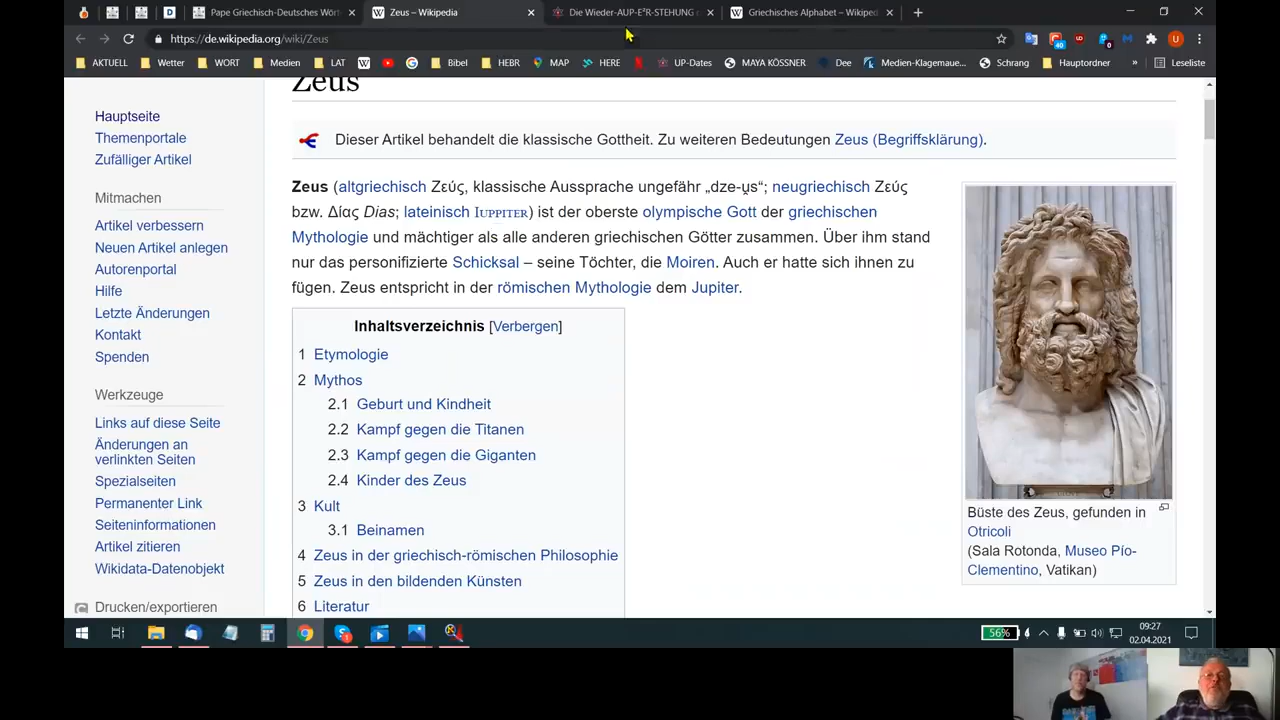 Pape Griechisch-Deutsches Wört
Zeus – Wikipedia
Die Wieder-AUP-E²R-STEHUNG
Griechisches Alphabet – Wikiped
https://de.wikipedia.org/wiki/Zeus
AKTUELL
Wetter
WORT
Medien
LAT
Bibel
HEBR
MAP
HERE
UP-Dates
MAYA KÖSSNER
Dee
Medien-Klagemaue...
Schrang
Hauptordner
»
Leseliste
Zeus
Hauptseite
Themenportale
Zufälliger Artikel
Mitmachen
Artikel verbessern
Neuen Artikel anlegen
Autorenportal
Hilfe
Letzte Änderungen
Kontakt
Spenden
Werkzeuge
Links auf diese Seite
Änderungen an
verlinkten Seiten
Spezialseiten
Permanenter Link
Seiteninformationen
Artikel zitieren
Wikidata-Datenobjekt
Drucken/exportieren
Dieser Artikel behandelt die klassische Gottheit. Zu weiteren Bedeutungen Zeus (Begriffsklärung).
Zeus (altgriechisch Ζεύς, klassische Aussprache ungefähr „dze-u̯s“; neugriechisch Ζεύς
bzw. Δίας Dias; lateinisch IUPPITER) ist der oberste olympische Gott der griechischen
Mythologie und mächtiger als alle anderen griechischen Götter zusammen. Über ihm stand
nur das personifizierte Schicksal – seine Töchter, die Moiren. Auch er hatte sich ihnen zu
fügen. Zeus entspricht in der römischen Mythologie dem Jupiter.
Inhaltsverzeichnis [Verbergen]
1 Etymologie
2 Mythos
2.1 Geburt und Kindheit
2.2 Kampf gegen die Titanen
2.3 Kampf gegen die Giganten
2.4 Kinder des Zeus
3 Kult
3.1 Beinamen
4 Zeus in der griechisch-römischen Philosophie
5 Zeus in den bildenden Künsten
6 Literatur
Büste des Zeus, gefunden in
Otricoli
(Sala Rotonda, Museo Pío-
Clementino, Vatikan)
56%
09:27
02.04.2021